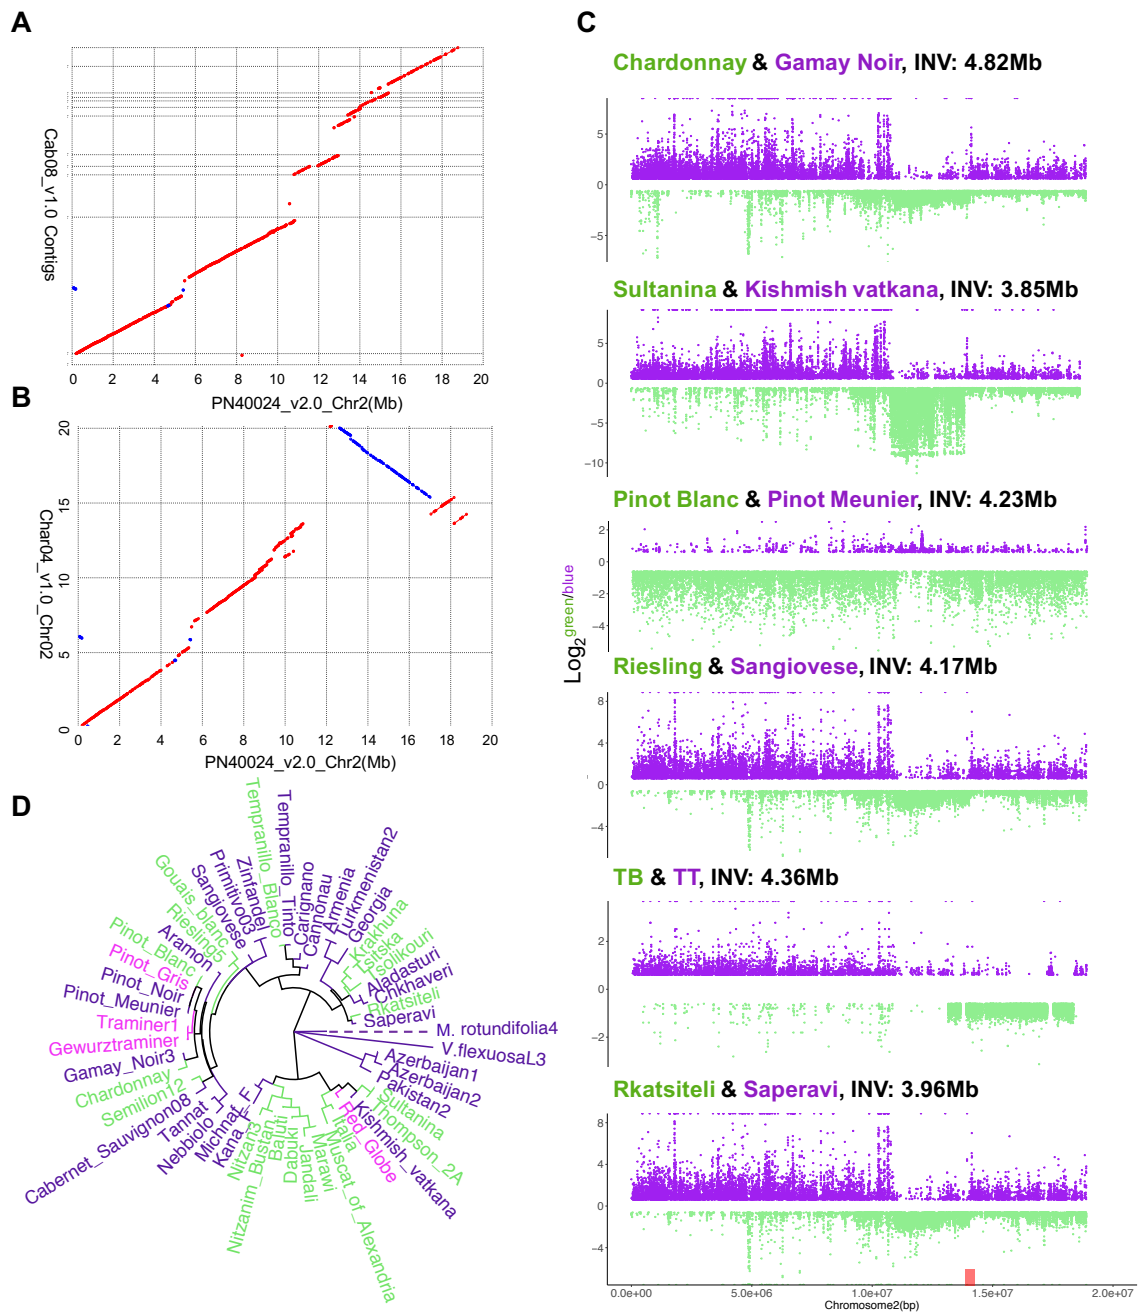 A
Cab08_v1.0 Contigs
0 2 4 6 8 10 12 14 16 18 20
PN40024_v2.0_Chr2(Mb)
B
Char04_v1.0_Chr02
20
15
10
5
0
0 2 4 6 8 10 12 14 16 18 20
PN40024_v2.0_Chr2(Mb)
C
Log2 green/blue
Chardonnay & Gamay Noir, INV: 4.82Mb
5
0
−5
Sultanina & Kishmish vatkana, INV: 3.85Mb
5
0
−5
−10
Pinot Blanc & Pinot Meunier, INV: 4.23Mb
2
0
−2
−4
Riesling & Sangiovese, INV: 4.17Mb
8
4
0
−4
TB & TT, INV: 4.36Mb
2
0
−2
Rkatsiteli & Saperavi, INV: 3.96Mb
8
4
0
−4
0.0e+00 5.0e+06 1.0e+07 1.5e+07 2.0e+07
Chromosome2(bp)
D
Tempranillo_Blanco
Tempranillo_Tinto
Carignano
Cannonau
Armenia
Turkmenistan2
Georgia
Krakhuna
Tsitska
Tsolikouri
Aladasturi
Chkhaveri
Rkatsiteli
Saperavi
M. rotundifolia4
V.flexuosaL3
Azerbaijan1
Azerbaijan2
Pakistan2
Sultanina
Thompson_2A
Kishmish_vatkana
Red_Globe
Italia
Muscat_of_Alexandria
Marawi
Jandali
Dabuki
Baluti
Nitzanim_Bustan
Nitzan3
Kana_F
Michnaf_F
Nebbiolo
Tannat
Cabernet_Sauvignon08
Semilion12
Chardonnay
Gamay_Noir3
Gewurztraminer
Traminer1
Pinot_Meunier
Pinot_Noir
Pinot_Gris
Pinot_Blanc
Aramon
Riesling5
Gouais_blanc
Sangiovese
Primitivo03
Zinfandel